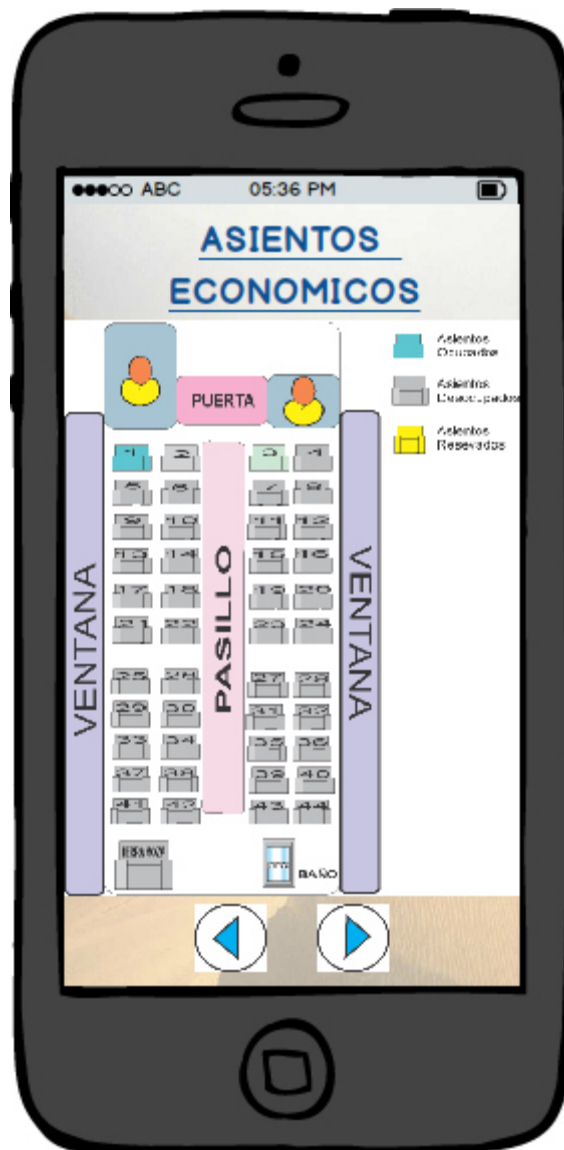 ABC 05:36 PM
ASIENTOS
ECONOMICOS
Asientos
Ocupados
Asientos
Desocupados
Asientos
Resevados
PUERTA
1 2 3 4
5 6 7 8
9 10 11 12
13 14 15 16
17 18 19 20
21 22 23 24
25 26 27 28
29 30 31 32
33 34 35 36
37 38 39 40
41 42 43 44
VENTANA
PASILLO
VENTANA
BAÑO